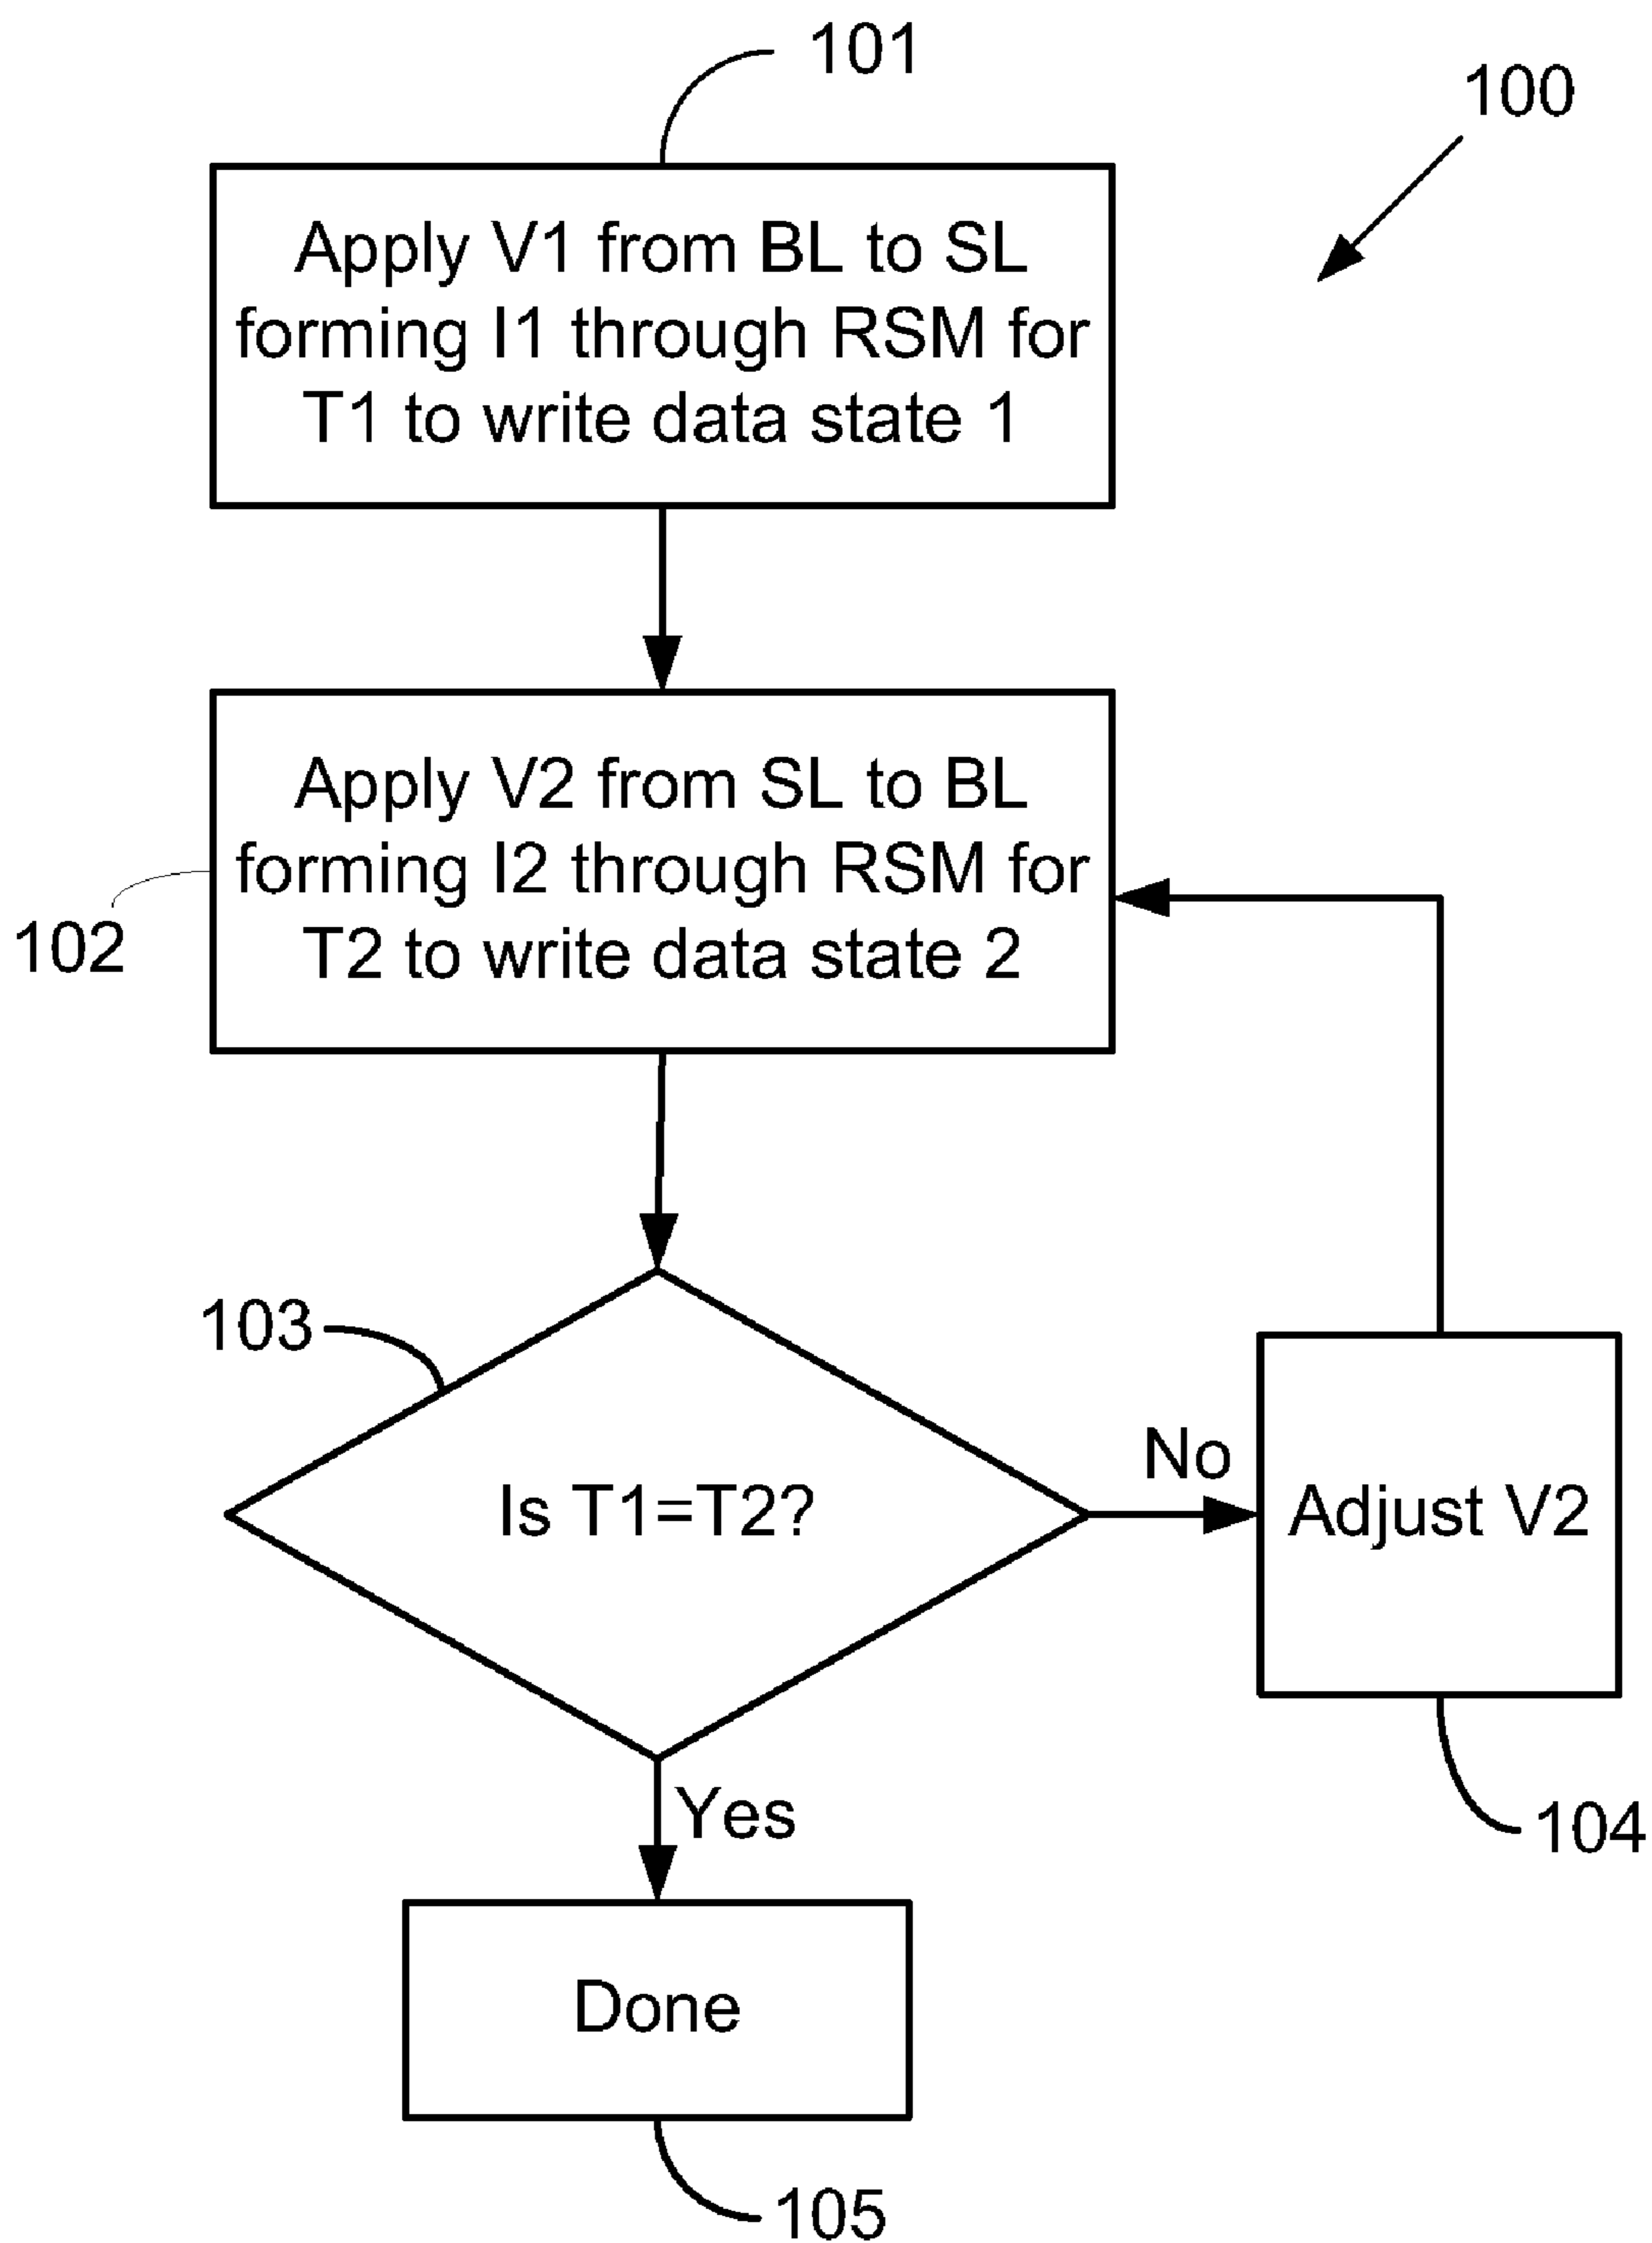 101
100
Apply V1 from BL to SL
forming I1 through RSM for
T1 to write data state 1
Apply V2 from SL to BL
forming I2 through RSM for
T2 to write data state 2
102
103
Is T1=T2?
No
Adjust V2
Yes
104
Done
105